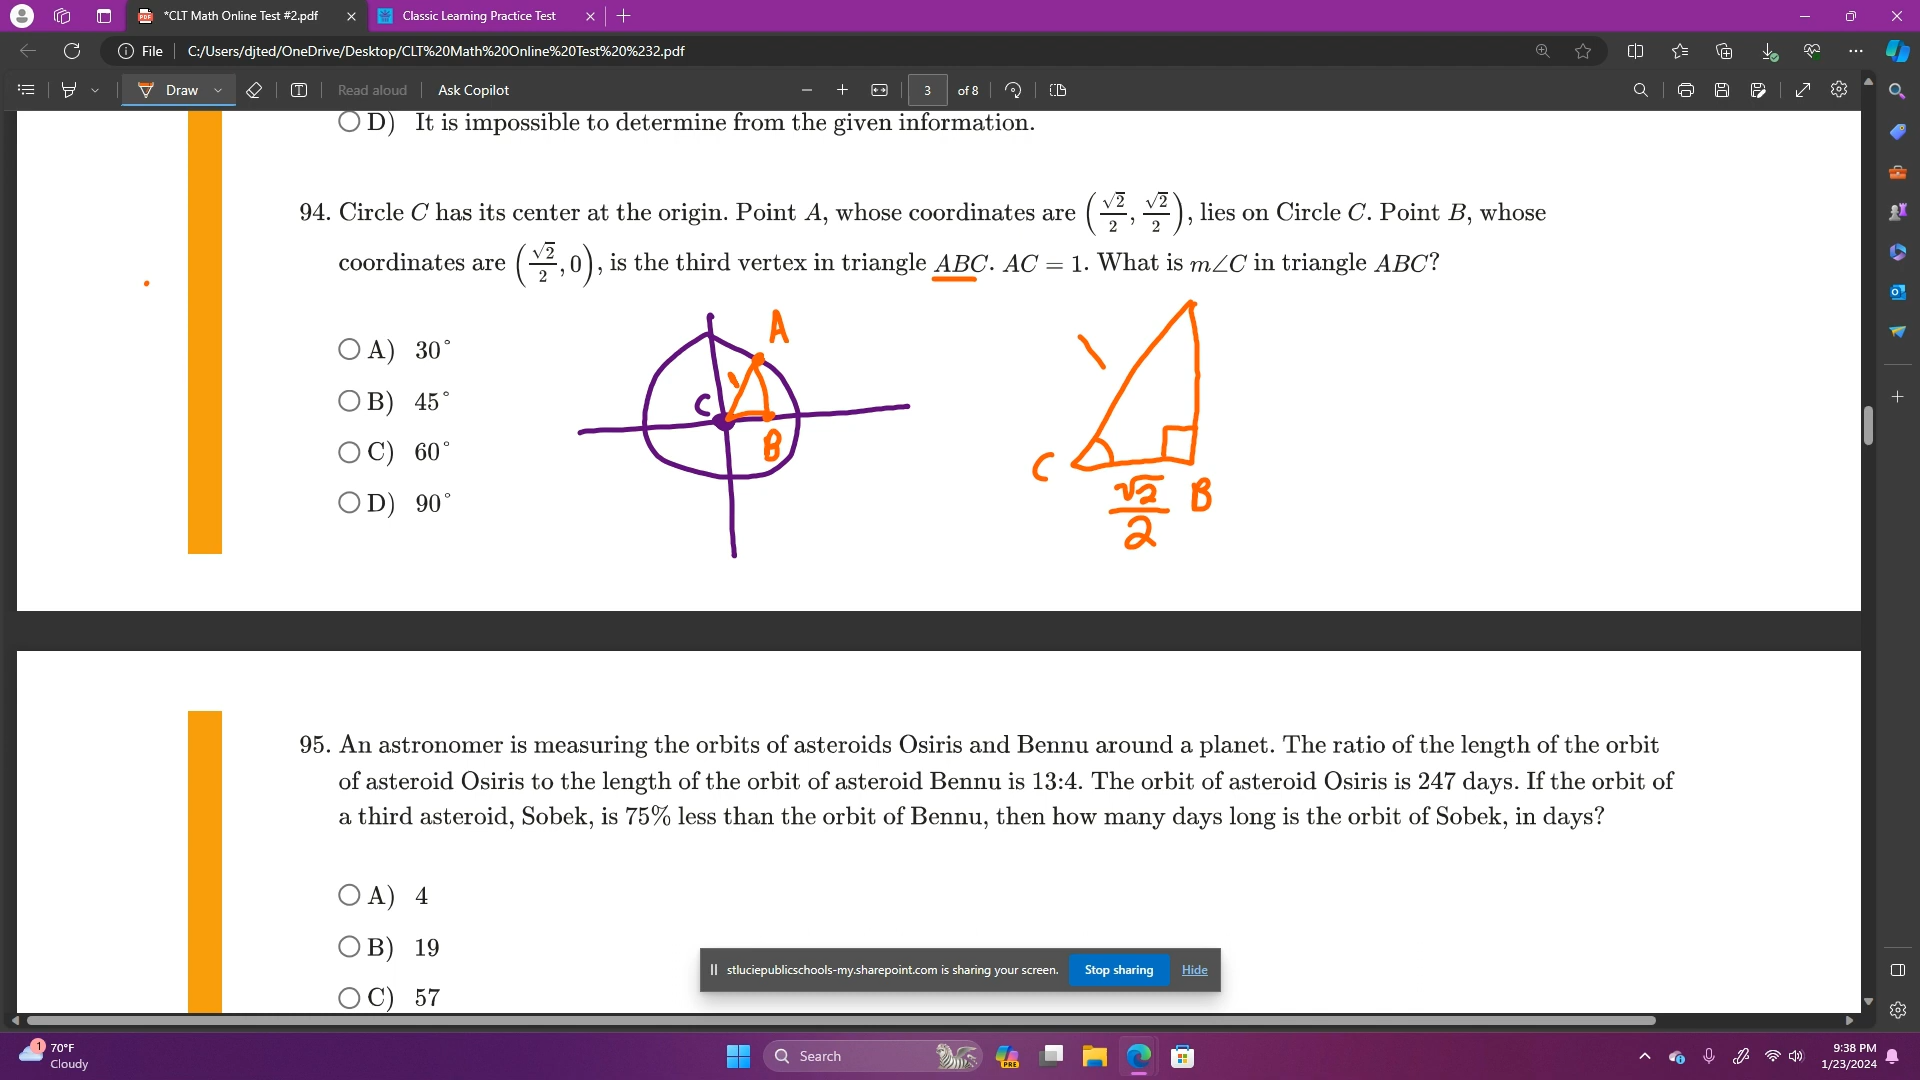 *CLT Math Online Test #2.pdf
Classic Learning Practice Test
File
C:/Users/djted/OneDrive/Desktop/CLT%20Math%20Online%20Test%20%232.pdf
Draw
Read aloud
Ask Copilot
3 of 8
D) It is impossible to determine from the given information.
94. Circle C has its center at the origin. Point A, whose coordinates are (√2/2, √2/2), lies on Circle C. Point B, whose
coordinates are (√2/2, 0), is the third vertex in triangle ABC. AC = 1. What is m∠C in triangle ABC?
A) 30°
B) 45°
C) 60°
D) 90°
A
1
C
B
1
C
√2/2
B
95. An astronomer is measuring the orbits of asteroids Osiris and Bennu around a planet. The ratio of the length of the orbit
of asteroid Osiris to the length of the orbit of asteroid Bennu is 13:4. The orbit of asteroid Osiris is 247 days. If the orbit of
a third asteroid, Sobek, is 75% less than the orbit of Bennu, then how many days long is the orbit of Sobek, in days?
A) 4
B) 19
C) 57
stluciepublicschools-my.sharepoint.com is sharing your screen.
Stop sharing
Hide
1
70°F
Cloudy
Search
PRE
9:38 PM
1/23/2024